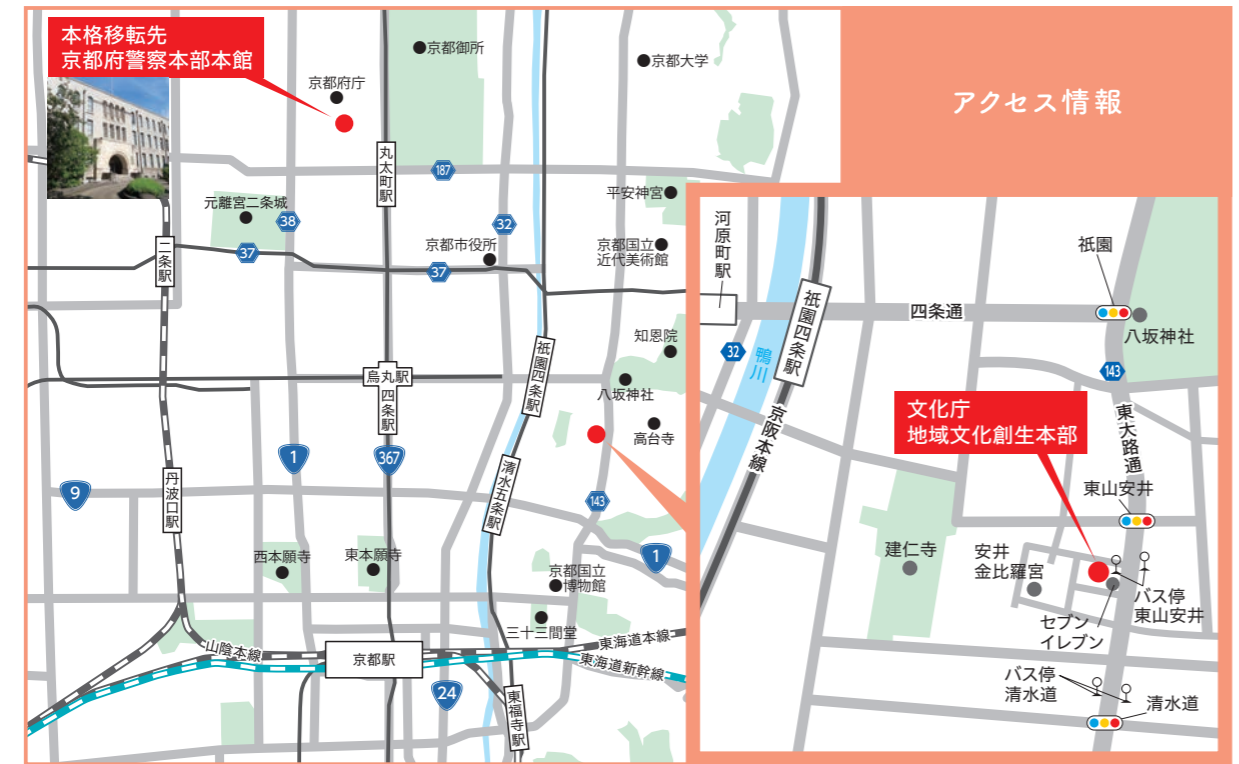 アクセス情報
本格移転先
京都府警察本部本館
京都府庁
京都御所
京都大学
丸太町駅
187
元離宮二条城
38
37
二条駅
32
京都市役所
37
平安神宮
京都国立
近代美術館
知恩院
祇園四条駅
烏丸駅
四条駅
八坂神社
高台寺
1
367
9
丹波口駅
清水五条駅
143
1
西本願寺
東本願寺
京都国立
博物館
三十三間堂
山陰本線
京都駅
東海道本線
東海道新幹線
24
東福寺駅
河原町駅
祇園四条駅
四条通
祇園
八坂神社
32
鴨川
143
京阪本線
文化庁
地域文化創生本部
東大路通
東山安井
建仁寺
安井
金比羅宮
セブン
イレブン
バス停
東山安井
バス停
清水道
清水道